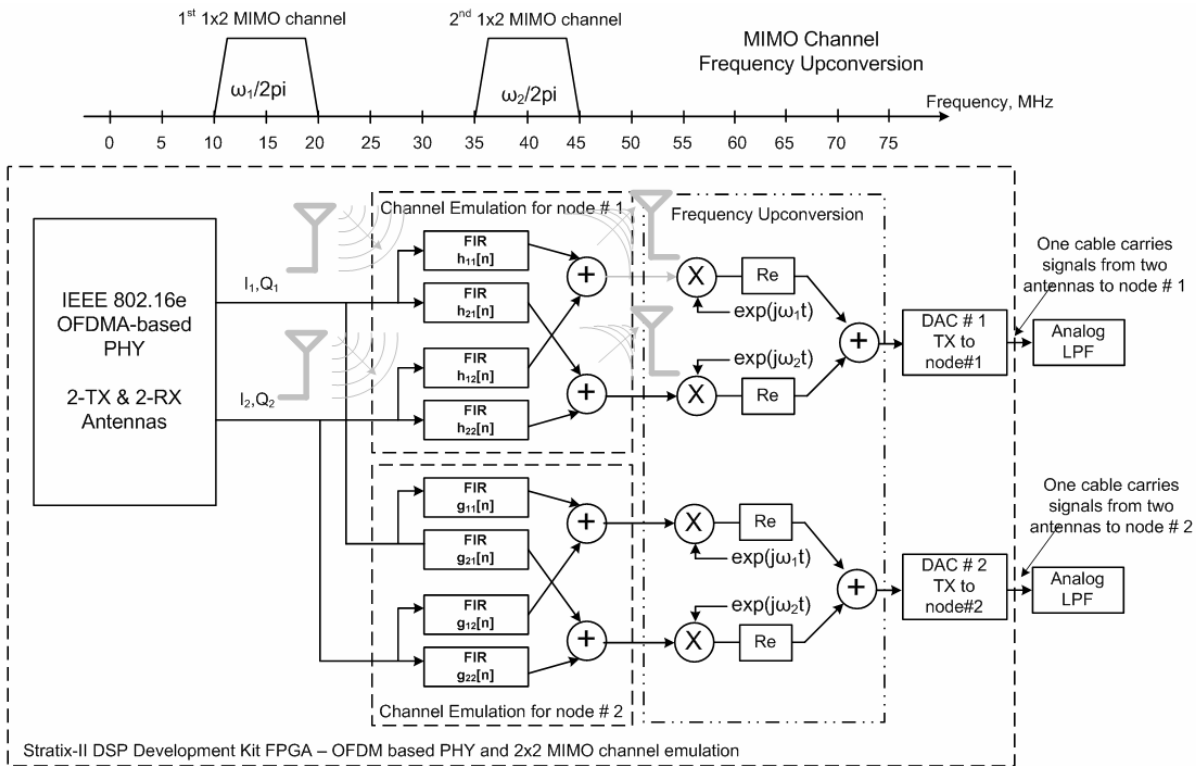 1st 1x2 MIMO channel
2nd 1x2 MIMO channel
MIMO Channel
Frequency Upconversion
ω1/2pi
ω2/2pi
Frequency, MHz
0 5 10 15 20 25 30 35 40 45 50 55 60 65 70 75
Channel Emulation for node # 1
Frequency Upconversion
IEEE 802.16e
OFDMA-based
PHY
2-TX & 2-RX
Antennas
I1,Q1
I2,Q2
FIR
h11[n]
FIR
h21[n]
FIR
h12[n]
FIR
h22[n]
+
+
X
Re
exp(jω1t)
exp(jω2t)
X
Re
+
DAC # 1
TX to
node#1
One cable carries
signals from two
antennas to node # 1
Analog
LPF
FIR
g11[n]
FIR
g21[n]
FIR
g12[n]
FIR
g22[n]
+
+
Channel Emulation for node # 2
X
Re
exp(jω1t)
exp(jω2t)
X
Re
+
DAC # 2
TX to
node#2
One cable carries
signals from two
antennas to node # 2
Analog
LPF
Stratix-II DSP Development Kit FPGA – OFDM based PHY and 2x2 MIMO channel emulation